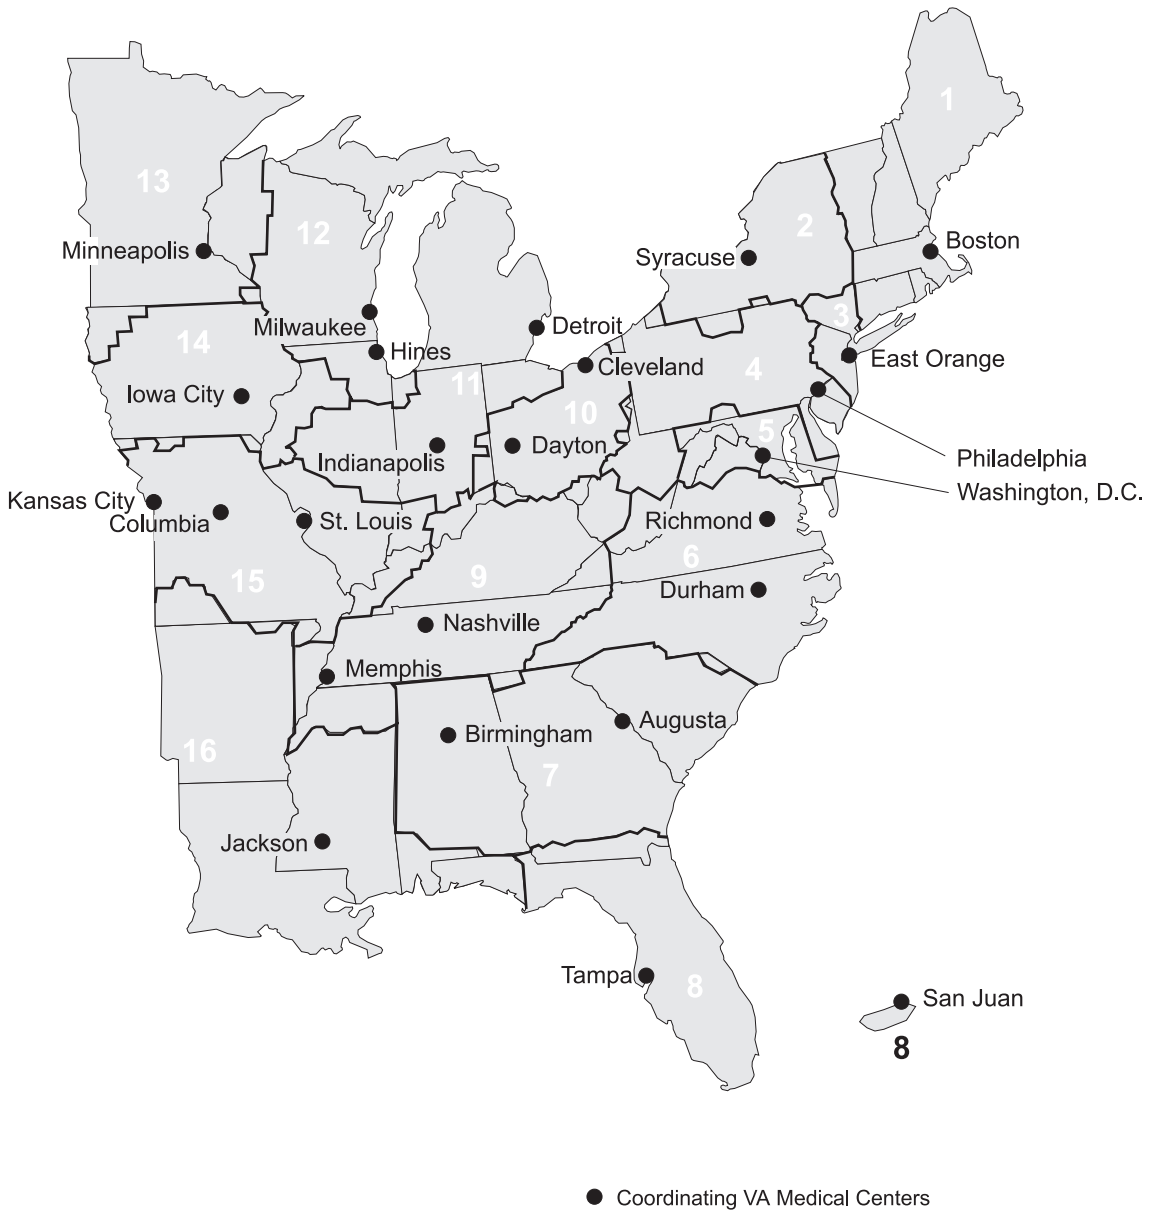 1
13
2
12
Boston
Minneapolis
Syracuse
3
Milwaukee
Detroit
14
Hines
East Orange
Cleveland
4
11
Iowa City
10
5
Dayton
Indianapolis
Philadelphia
Washington, D.C.
Kansas City
Columbia
St. Louis
Richmond
6
9
15
Durham
Nashville
Memphis
Augusta
Birmingham
16
7
Jackson
Tampa
8
San Juan
8
Coordinating VA Medical Centers